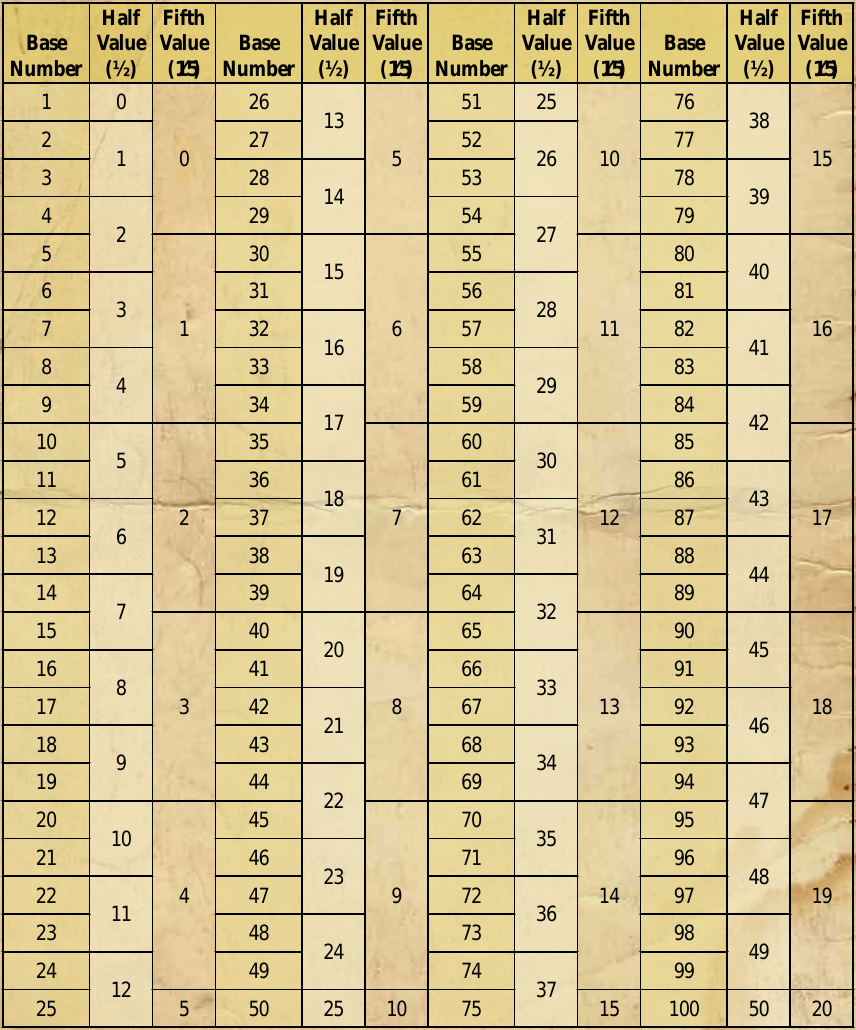 Half Fifth Half Fifth Half Fifth Half Fifth
Base Value Value Base Value Value Base Value Value Base Value Value
Number (½) (1/5) Number (½) (1/5) Number (½) (1/5) Number (½) (1/5)
1 0 26 51 25 76
13 38
2 27 52 77
1 0 5 26 10 15
3 28 53 78
14 39
4 29 54 79
2 27
5 30 55 80
15 40
6 31 56 81
3 28
7 1 32 6 57 11 82 16
16 41
8 33 58 83
4 29
9 34 59 84
17 42
10 35 60 85
5 30
11 36 61 86
18 43
12 2 37 7 62 12 87 17
6 31
13 38 63 88
19 44
14 39 64 89
7 32
15 40 65 90
20 45
16 41 66 91
8 33
17 3 42 8 67 13 92 18
21 46
18 43 68 93
9 34
19 44 69 94
22 47
20 45 70 95
10 35
21 46 71 96
23 48
22 4 47 9 72 14 97 19
11 36
23 48 73 98
24 49
24 49 74 99
12 37
25 5 50 25 10 75 15 100 50 20